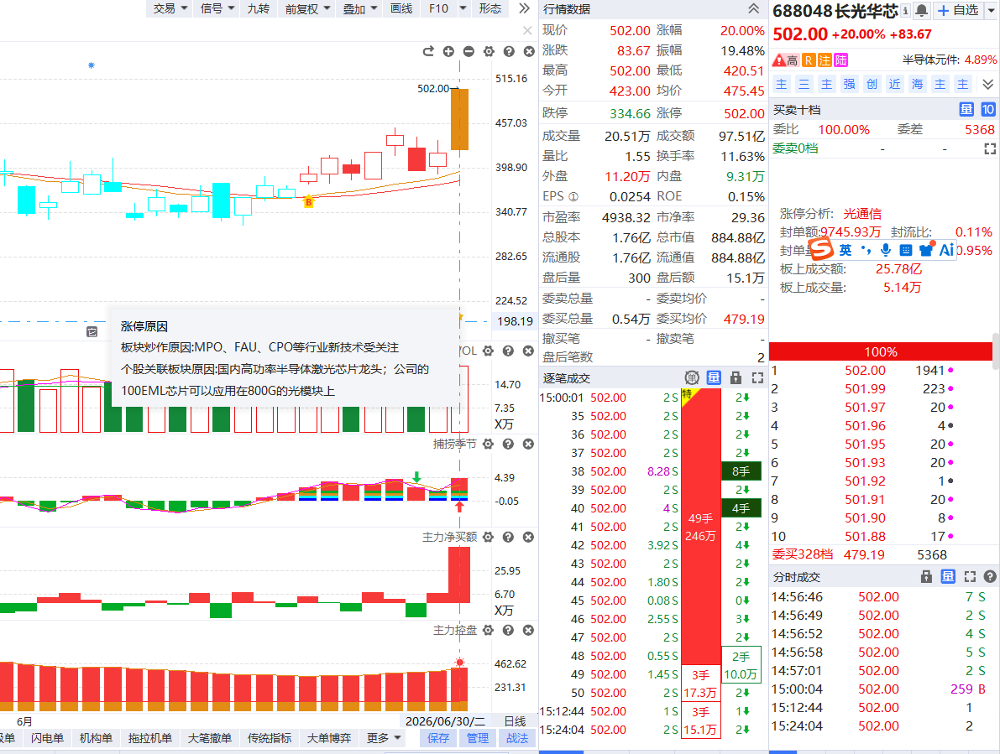 交易 信号 九转 前复权 叠加 画线 F10 形态
515.16
502.00
457.03
398.90
B
340.77
282.65
224.52
198.19
涨停原因
板块炒作原因:MPO、FAU、CPO等行业新技术受关注
个股关联板块原因:国内高功率半导体激光芯片龙头；公司的
100EML芯片可以应用在800G的光模块上
VOL
14.70
7.35
X万
捕捞季节
4.39
-0.05
主力净买额
25.95
6.70
X万
主力控盘
462.62
231.31
6月 2026/06/30/二 日线
闪电单 机构单 拖拉机单 大笔撤单 传统指标 大单博弈 更多 保存 管理 战法
行情数据
现价 502.00 涨幅 20.00%
涨跌 83.67 振幅 19.48%
最高 502.00 最低 420.51
今开 423.00 均价 475.45
跌停 334.66 涨停 502.00
成交量 20.51万 成交额 97.51亿
量比 1.55 换手率 11.63%
外盘 11.20万 内盘 9.31万
EPS ① 0.0254 ROE 0.15%
市盈率 4938.32 市净率 29.36
总股本 1.76亿 总市值 884.88亿
流通股 1.76亿 流通值 884.88亿
盘后量 300 盘后额 15.1万
委卖总量 - 委卖均价 -
委买总量 0.54万 委买均价 479.19
撤买笔 - 撤卖笔 -
盘后笔数 2
逐笔成交 单 量
15:00:01 502.00 2S 特 2
35 502.00 2S 2
36 502.00 2S 2
37 502.00 2S 2
38 502.00 8.28S 8手
39 502.00 2S 2
40 502.00 4S 4手
41 502.00 2S 49手 2
42 502.00 3.92S 246万 4
43 502.00 2S 2
44 502.00 1.80S 2
45 502.00 0.08S 0
46 502.00 2.55S 3
47 502.00 2S 2
48 502.00 0.55S 2手
49 502.00 1.45S 3手 10.0万
50 502.00 2S 17.3万 2
15:12:44 502.00 1S 3手 1
15:24:04 502.00 2S 15.1万 2
688048 长光华芯 自选
502.00 +20.00% +83.67
高 R 注 陆 半导体元件: 4.89%
主 三 主 强 创 近 海 主 主
买卖十档 量 10
委比 100.00% 委差 5368
委卖0档 - -
涨停分析: 光通信
封单额:9745.93万 封流比: 0.11%
封单 英 Ai 0.95%
板上成交额: 25.78亿
板上成交量: 5.14万
100%
1 502.00 1941
2 501.99 223
3 501.97 20
4 501.96 4
5 501.95 20
6 501.93 20
7 501.92 1
8 501.91 20
9 501.90 8
10 501.88 17
委买328档 479.19 5368
分时成交 量
14:56:46 502.00 7 S
14:56:49 502.00 2 S
14:56:52 502.00 4 S
14:56:58 502.00 5 S
14:57:01 502.00 2 S
15:00:04 502.00 259 B
15:12:44 502.00 1
15:24:04 502.00 2